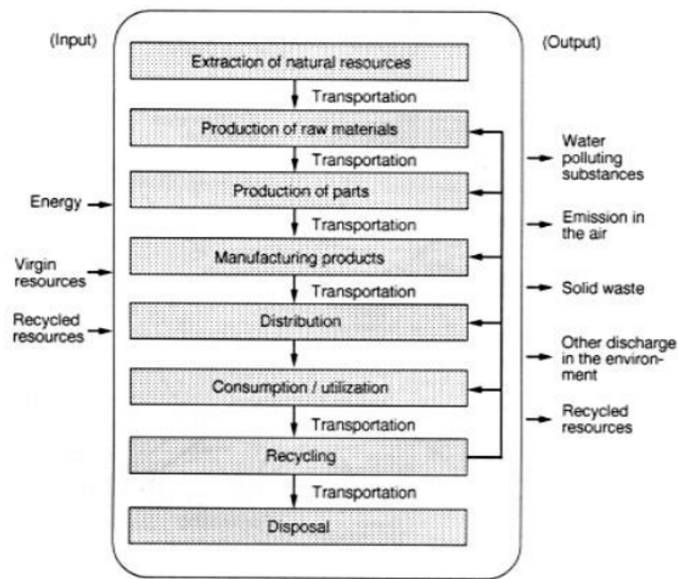 (Input)
(Output)
Extraction of natural resources
Transportation
Production of raw materials
Transportation
Production of parts
Transportation
Manufacturing products
Transportation
Distribution
Consumption / utilization
Transportation
Recycling
Transportation
Disposal
Energy
Virgin
resources
Recycled
resources
Water
polluting
substances
Emission in
the air
Solid waste
Other discharge
in the environ-
ment
Recycled
resources